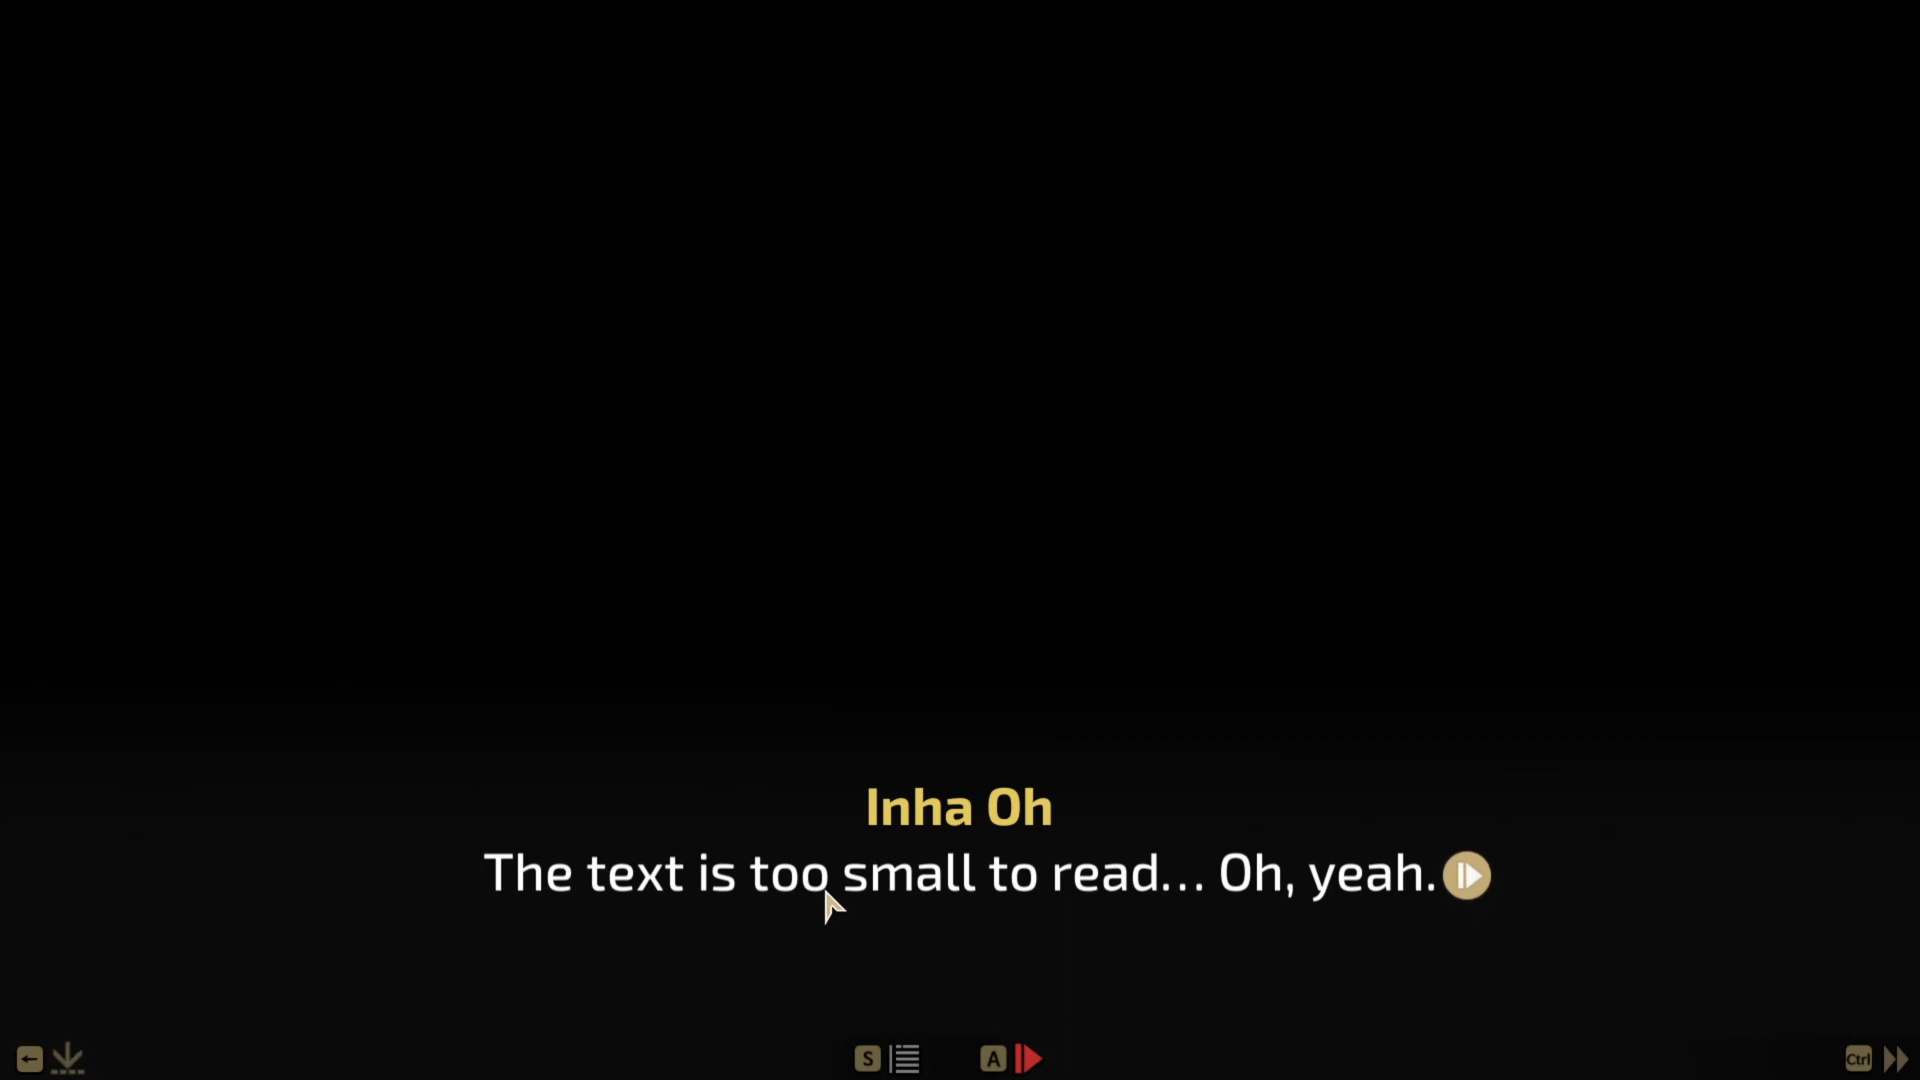 Inha Oh
The text is too small to read... Oh, yeah.
S
A
Ctrl